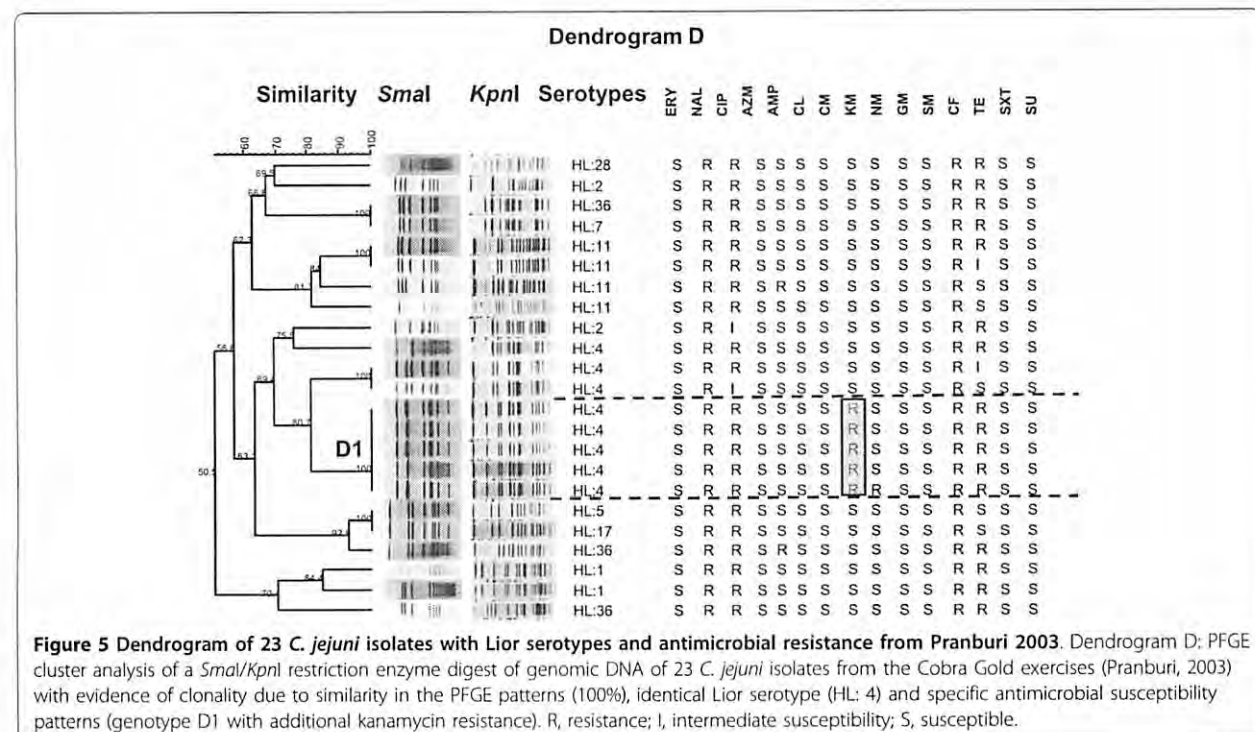 Dendrogram D
Similarity SmaI KpnI Serotypes ERY NAL CIP AZM AMP CL CM KM NM GM SM CF TE SXT SU
60 70 80 90 100
HL:28 S R R S S S S S S S S R R S S
HL:2 S R R S S S S S S S S R R S S
HL:36 S R R S S S S S S S S R R S S
100
HL:7 S R R S S S S S S S S R R S S
HL:11 S R R S S S S S S S S R R S S
100
HL:11 S R R S S S S S S S S R I S S
HL:11 S R R S R S S S S S S R S S S
HL:11 S R R S S S S S S S S R S S S
HL:2 S R I S S S S S S S S R R S S
HL:4 S R R S S S S S S S S R R S S
HL:4 S R R S S S S S S S S R I S S
100
HL:4 S R I S S S S S S S S R S S S
HL:4 S R R S S S S R S S S R R S S
HL:4 S R R S S S S R S S S R R S S
D1 HL:4 S R R S S S S R S S S R R S S
HL:4 S R R S S S S R S S S R R S S
100
HL:4 S R R S S S S R R S S R R S S
HL:5 S R R S S S S S S S S R S S S
100
HL:17 S R R S S S S S S S S R S S S
HL:36 S R R S R S S S S S S R R S S
HL:1 S R R S S S S S S S S R R S S
HL:1 S R R S S S S S S S S R R S S
HL:36 S R R S S S S S S S S R R S S
Figure 5 Dendrogram of 23 C. jejuni isolates with Lior serotypes and antimicrobial resistance from Pranburi 2003. Dendrogram D: PFGE
cluster analysis of a SmaI/KpnI restriction enzyme digest of genomic DNA of 23 C. jejuni isolates from the Cobra Gold exercises (Pranburi, 2003)
with evidence of clonality due to similarity in the PFGE patterns (100%), identical Lior serotype (HL: 4) and specific antimicrobial susceptibility
patterns (genotype D1 with additional kanamycin resistance). R, resistance; I, intermediate susceptibility; S, susceptible.